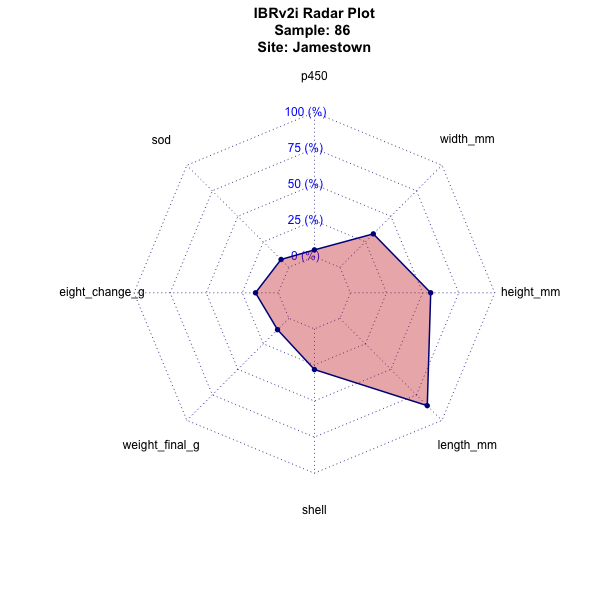 IBRv2i Radar Plot
Sample: 86
Site: Jamestown
p450
100 (%)
sod
width_mm
75 (%)
50 (%)
25 (%)
0 (%)
eight_change_g
height_mm
weight_final_g
length_mm
shell